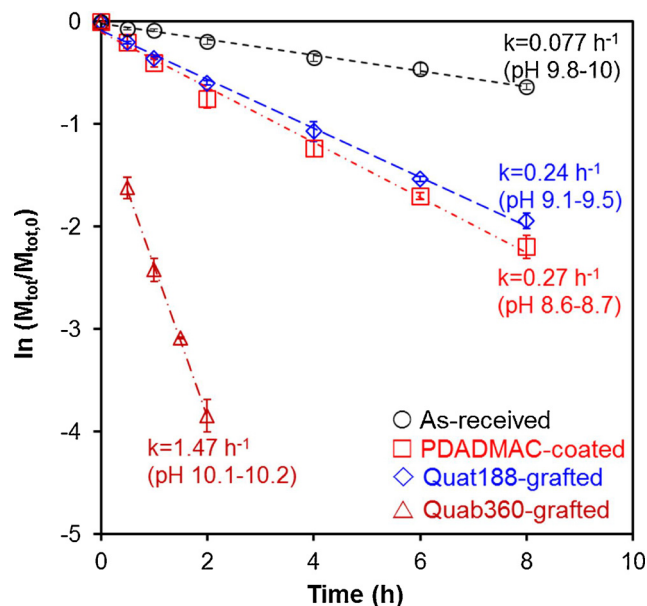 0
-1
-2
-3
-4
-5
ln (M_tot/M_tot,0)
k=0.077 h⁻¹
(pH 9.8-10)
k=0.24 h⁻¹
(pH 9.1-9.5)
k=0.27 h⁻¹
(pH 8.6-8.7)
k=1.47 h⁻¹
(pH 10.1-10.2)
As-received
PDADMAC-coated
Quat188-grafted
Quab360-grafted
0 2 4 6 8 10
Time (h)